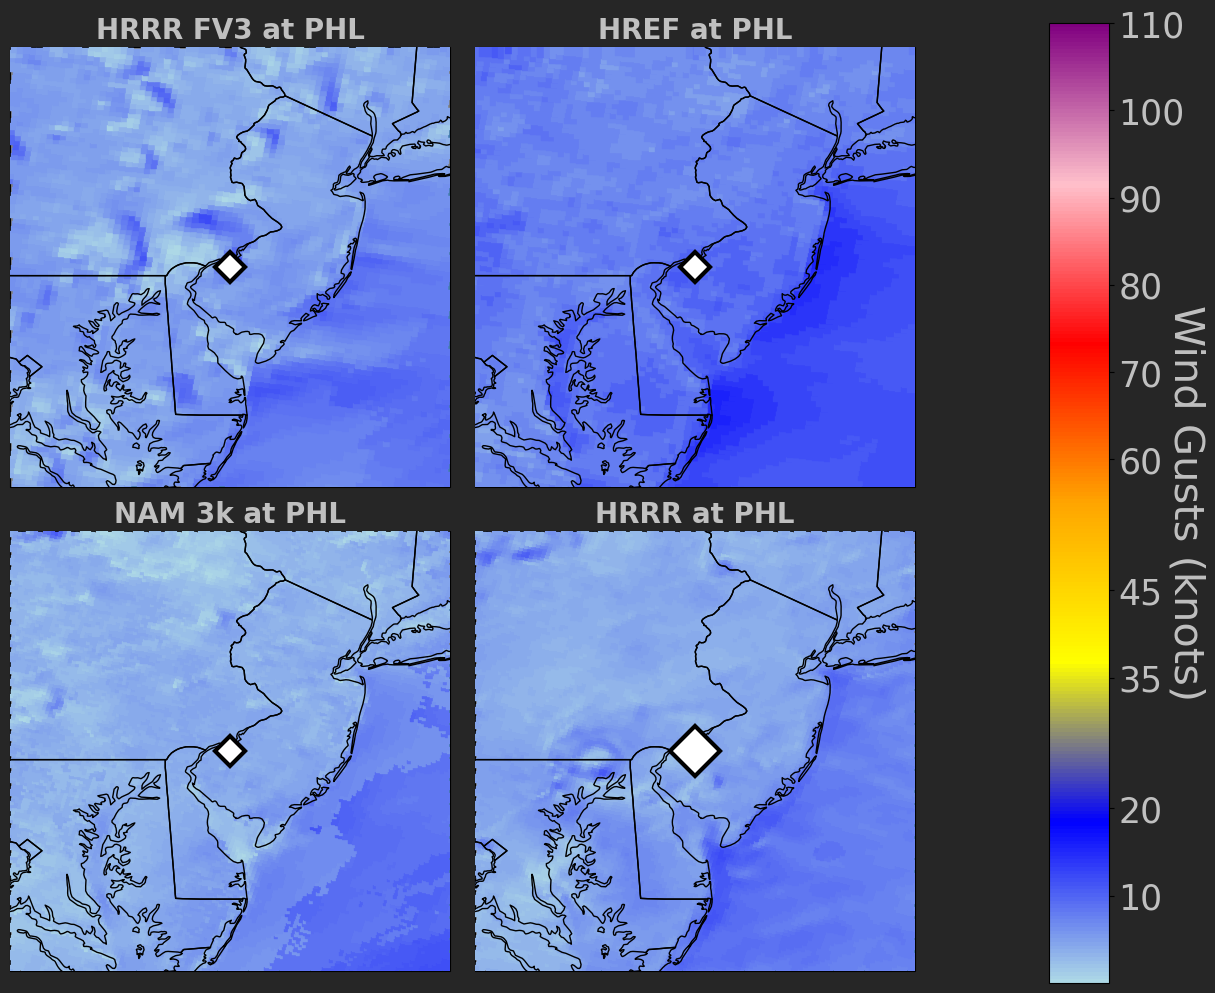 HRRR FV3 at PHL
HREF at PHL
NAM 3k at PHL
HRRR at PHL
110
100
90
80
70
60
45
35
20
10
Wind Gusts (knots)